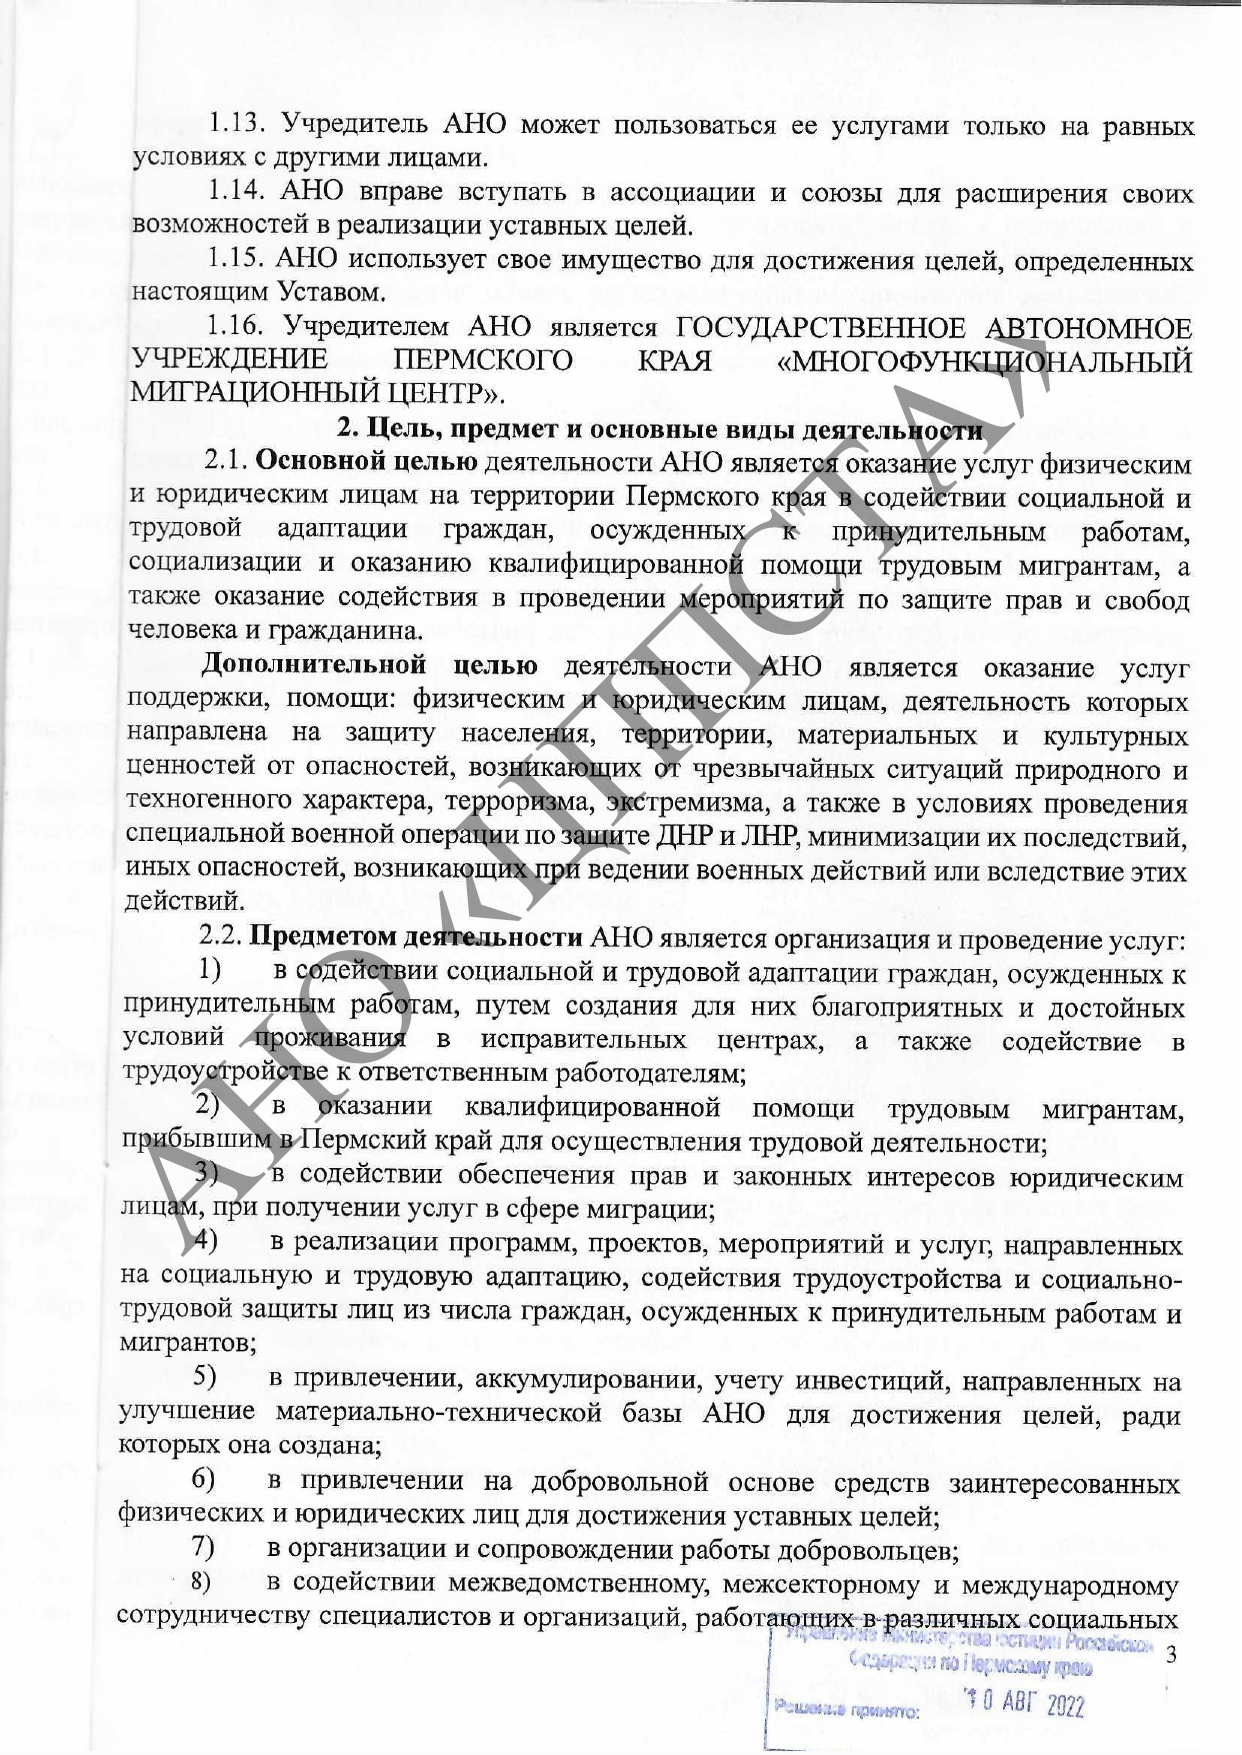 1.13. Учредитель АНО может пользоваться ее услугами только на равных
условиях с другими лицами.
1.14. АНО вправе вступать в ассоциации и союзы для расширения своих
возможностей в реализации уставных целей.
1.15. АНО использует свое имущество для достижения целей, определенных
настоящим Уставом.
1.16. Учредителем АНО является ГОСУДАРСТВЕННОЕ АВТОНОМНОЕ
УЧРЕЖДЕНИЕ ПЕРМСКОГО КРАЯ «МНОГОФУНКЦИОНАЛЬНЫЙ
МИГРАЦИОННЫЙ ЦЕНТР».
2. Цель, предмет и основные виды деятельности
2.1. Основной целью деятельности АНО является оказание услуг физическим
и юридическим лицам на территории Пермского края в содействии социальной и
трудовой адаптации граждан, осужденных к принудительным работам,
социализации и оказанию квалифицированной помощи трудовым мигрантам, а
также оказание содействия в проведении мероприятий по защите прав и свобод
человека и гражданина.
Дополнительной целью деятельности АНО является оказание услуг
поддержки, помощи: физическим и юридическим лицам, деятельность которых
направлена на защиту населения, территории, материальных и культурных
ценностей от опасностей, возникающих от чрезвычайных ситуаций природного и
техногенного характера, терроризма, экстремизма, а также в условиях проведения
специальной военной операции по защите ДНР и ЛНР, минимизации их последствий,
иных опасностей, возникающих при ведении военных действий или вследствие этих
действий.
2.2. Предметом деятельности АНО является организация и проведение услуг:
1) в содействии социальной и трудовой адаптации граждан, осужденных к
принудительным работам, путем создания для них благоприятных и достойных
условий проживания в исправительных центрах, а также содействие в
трудоустройстве к ответственным работодателям;
2) в оказании квалифицированной помощи трудовым мигрантам,
прибывшим в Пермский край для осуществления трудовой деятельности;
3) в содействии обеспечения прав и законных интересов юридическим
лицам, при получении услуг в сфере миграции;
4) в реализации программ, проектов, мероприятий и услуг, направленных
на социальную и трудовую адаптацию, содействия трудоустройства и социально-
трудовой защиты лиц из числа граждан, осужденных к принудительным работам и
мигрантов;
5) в привлечении, аккумулировании, учету инвестиций, направленных на
улучшение материально-технической базы АНО для достижения целей, ради
которых она создана;
6) в привлечении на добровольной основе средств заинтересованных
физических и юридических лиц для достижения уставных целей;
7) в организации и сопровождении работы добровольцев;
8) в содействии межведомственному, межсекторному и международному
сотрудничеству специалистов и организаций, работающих в различных социальных
3
Управление Министерства юстиции Российской
Федерации по Пермскому краю
Решение принято: 10 АВГ 2022
АНО «ЦППСТА»